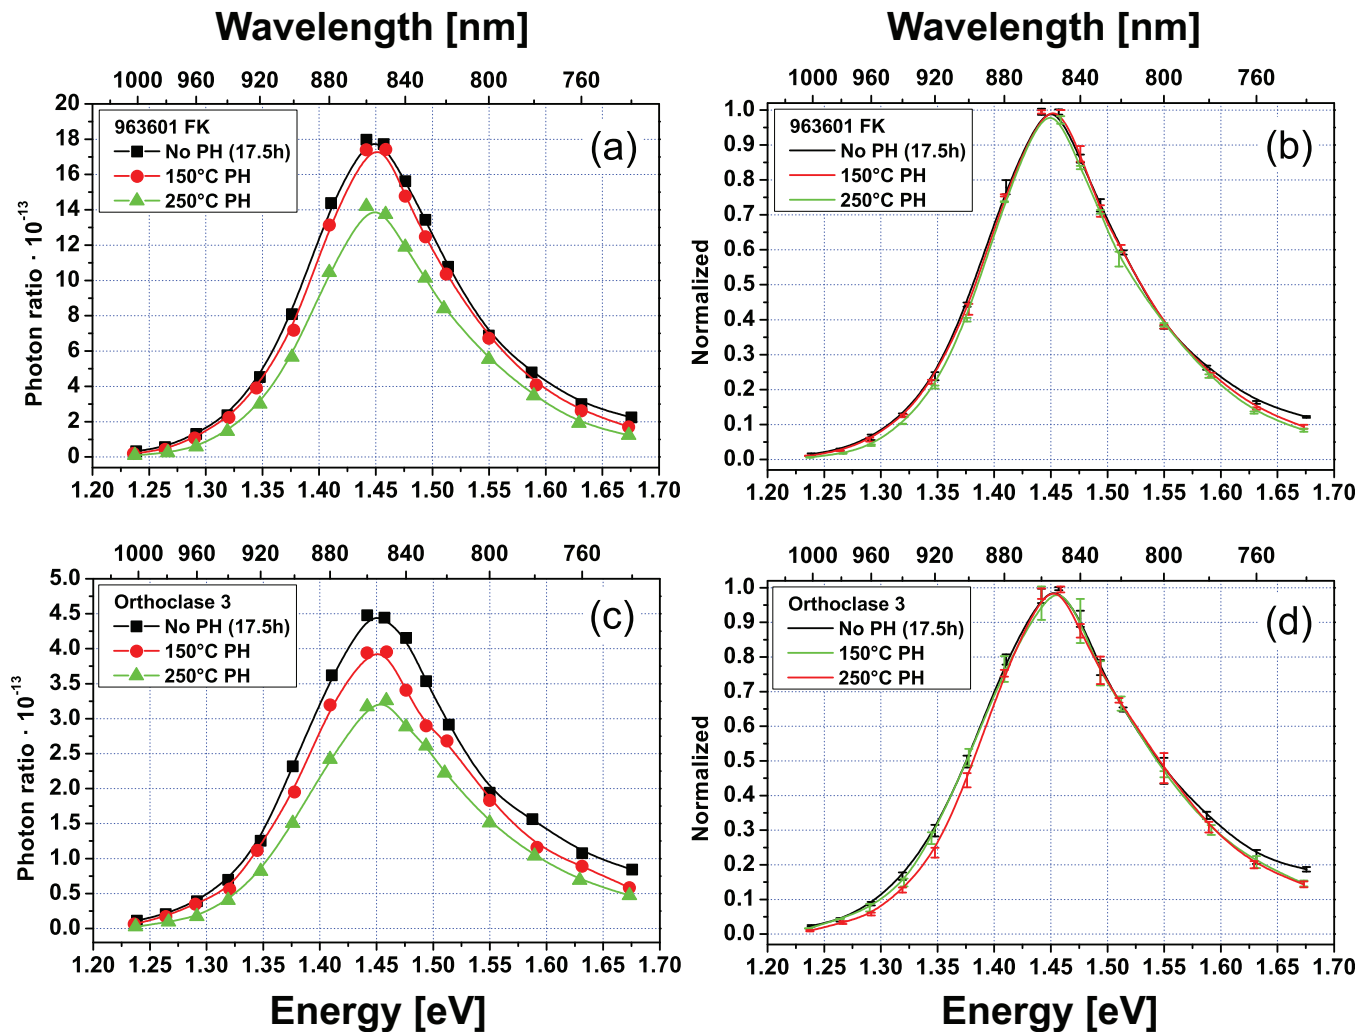 Wavelength [nm]
1000 960 920 880 840 800 760
20
18
16
14
12
10
8
6
4
2
0
Photon ratio · 10⁻¹³
963601 FK
No PH (17.5h)
150°C PH
250°C PH
(a)
1.20 1.25 1.30 1.35 1.40 1.45 1.50 1.55 1.60 1.65 1.70
Wavelength [nm]
1000 960 920 880 840 800 760
1.0
0.9
0.8
0.7
0.6
0.5
0.4
0.3
0.2
0.1
0.0
Normalized
963601 FK
No PH (17.5h)
150°C PH
250°C PH
(b)
1.20 1.25 1.30 1.35 1.40 1.45 1.50 1.55 1.60 1.65 1.70
1000 960 920 880 840 800 760
5.0
4.5
4.0
3.5
3.0
2.5
2.0
1.5
1.0
0.5
0.0
Photon ratio · 10⁻¹³
Orthoclase 3
No PH (17.5h)
150°C PH
250°C PH
(c)
1.20 1.25 1.30 1.35 1.40 1.45 1.50 1.55 1.60 1.65 1.70
Energy [eV]
1000 960 920 880 840 800 760
1.0
0.9
0.8
0.7
0.6
0.5
0.4
0.3
0.2
0.1
0.0
Normalized
Orthoclase 3
No PH (17.5h)
150°C PH
250°C PH
(d)
1.20 1.25 1.30 1.35 1.40 1.45 1.50 1.55 1.60 1.65 1.70
Energy [eV]